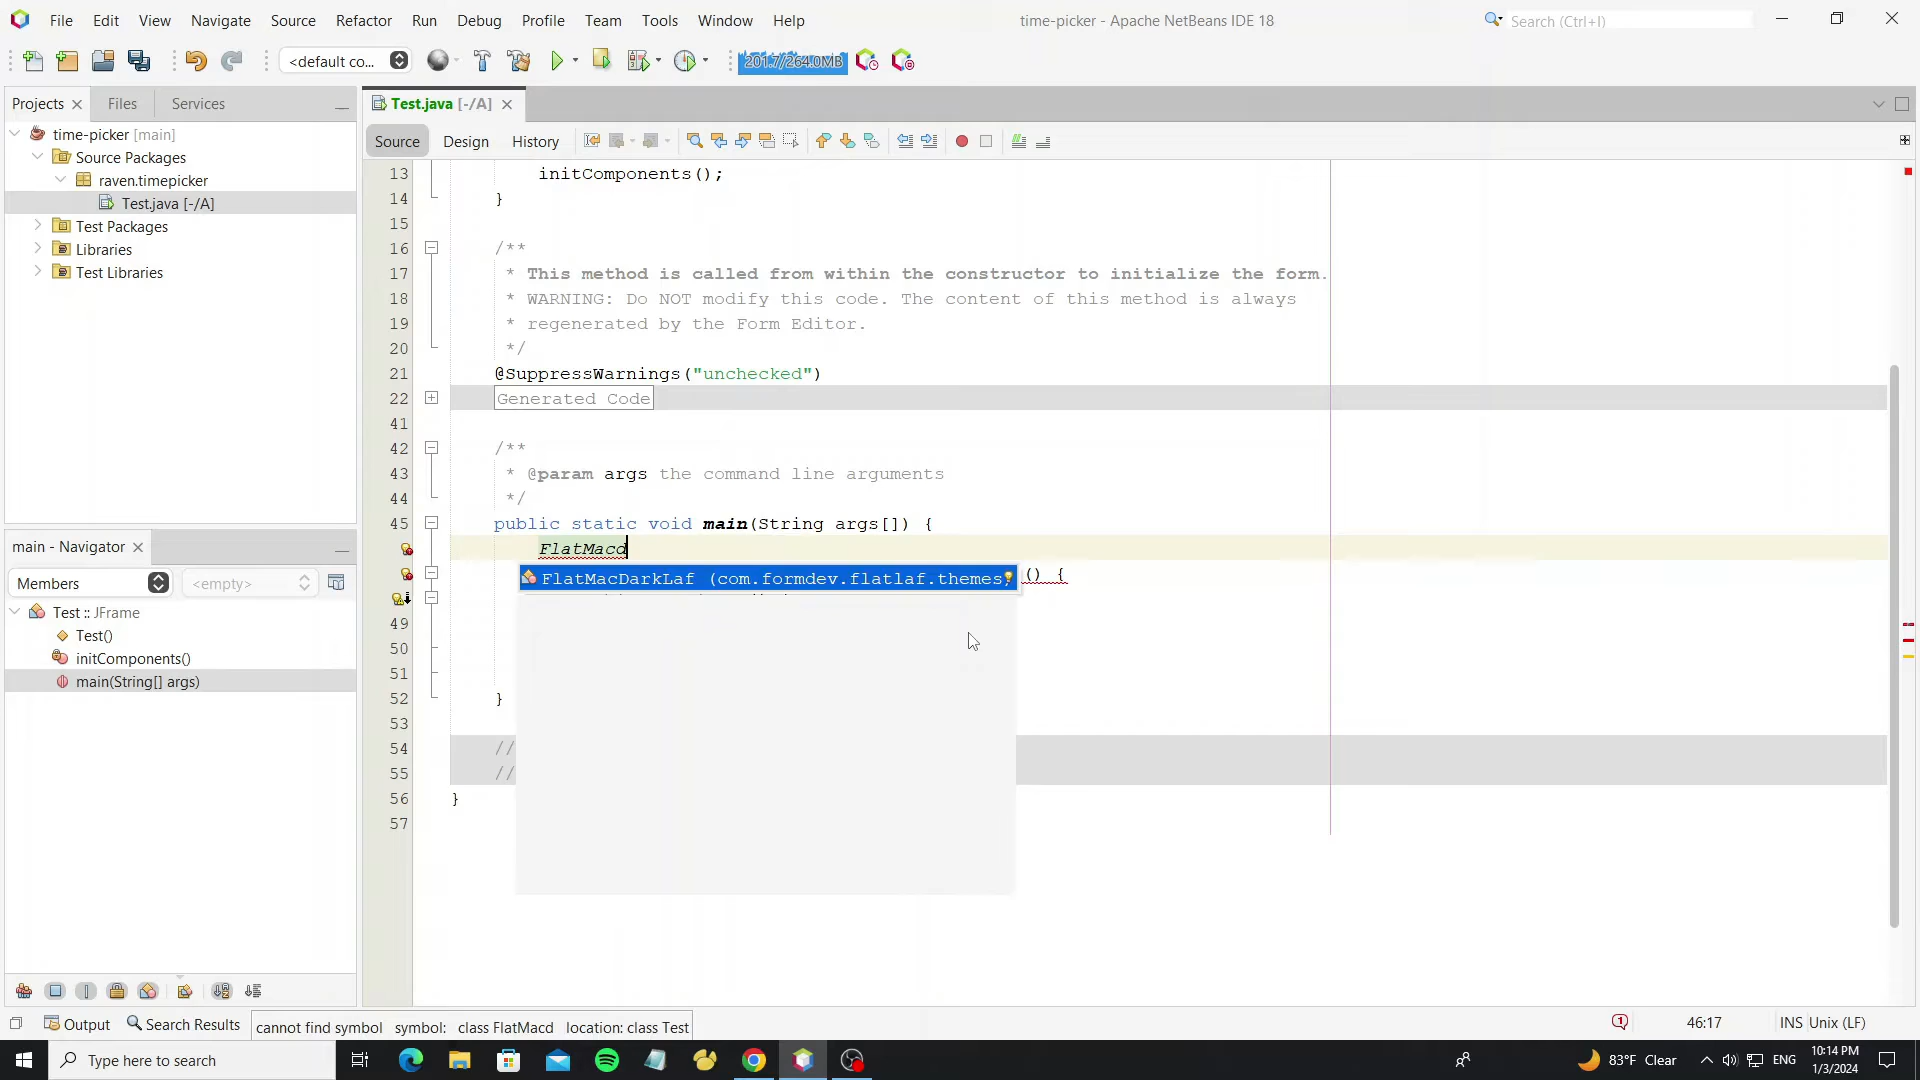 File Edit View Navigate Source Refactor Run Debug Profile Team Tools Window Help
time-picker - Apache NetBeans IDE 18
Search (Ctrl+I)
<default co...
201.7/264.0MB
Projects
Files
Services
time-picker [main]
Source Packages
raven.timepicker
Test.java [-/A]
Test Packages
Libraries
Test Libraries
main - Navigator
Members
<empty>
Test :: JFrame
Test()
initComponents()
main(String[] args)
Test.java [-/A]
Source Design History
13 initComponents();
14 }
15
16 /**
17 * This method is called from within the constructor to initialize the form.
18 * WARNING: Do NOT modify this code. The content of this method is always
19 * regenerated by the Form Editor.
20 */
21 @SuppressWarnings("unchecked")
22 Generated Code
41
42 /**
43 * @param args the command line arguments
44 */
45 public static void main(String args[]) {
FlatMacd
FlatMacDarkLaf (com.formdev.flatlaf.themes)
() {
49
50
51
52 }
53
54 //
55 //
56 }
57
Output
Search Results
cannot find symbol symbol: class FlatMacd location: class Test
1
46:17
INS Unix (LF)
Type here to search
83°F Clear
ENG
10:14 PM
1/3/2024